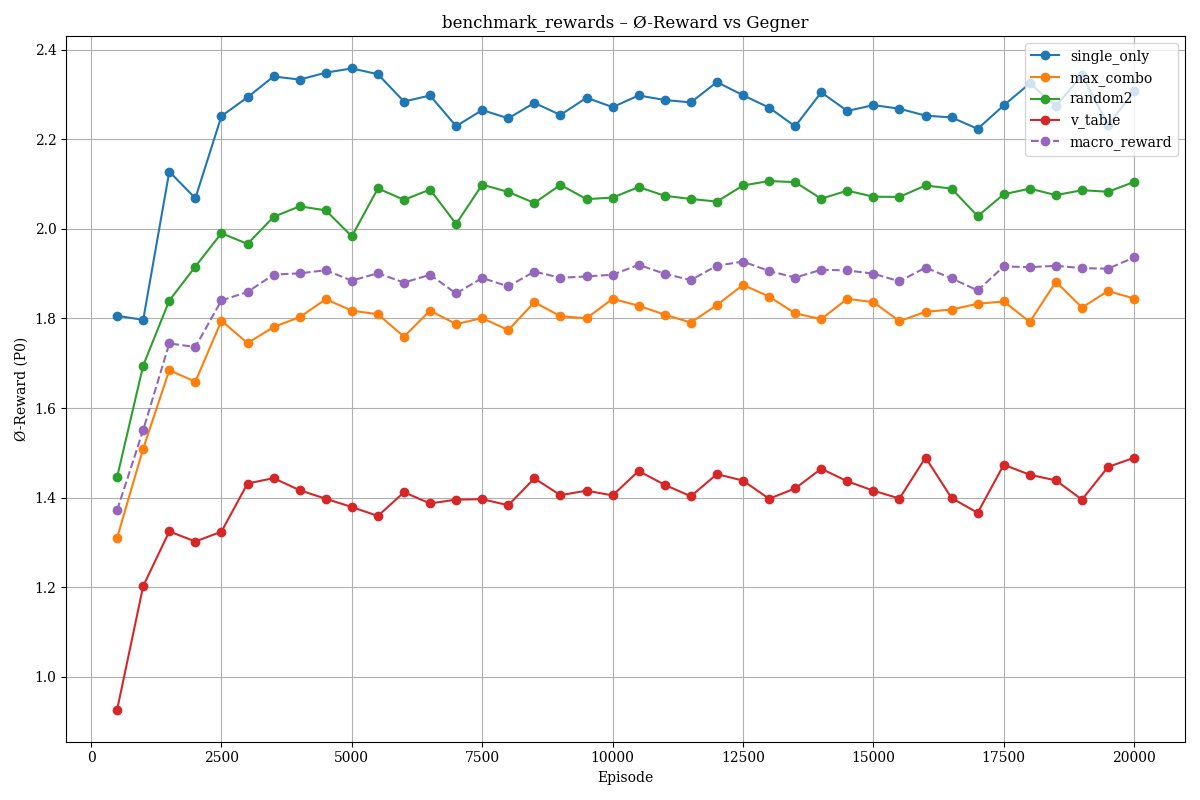 benchmark_rewards – Ø-Reward vs Gegner
single_only
max_combo
random2
v_table
macro_reward
Ø-Reward (P0)
2.4
2.2
2.0
1.8
1.6
1.4
1.2
1.0
0 2500 5000 7500 10000 12500 15000 17500 20000
Episode